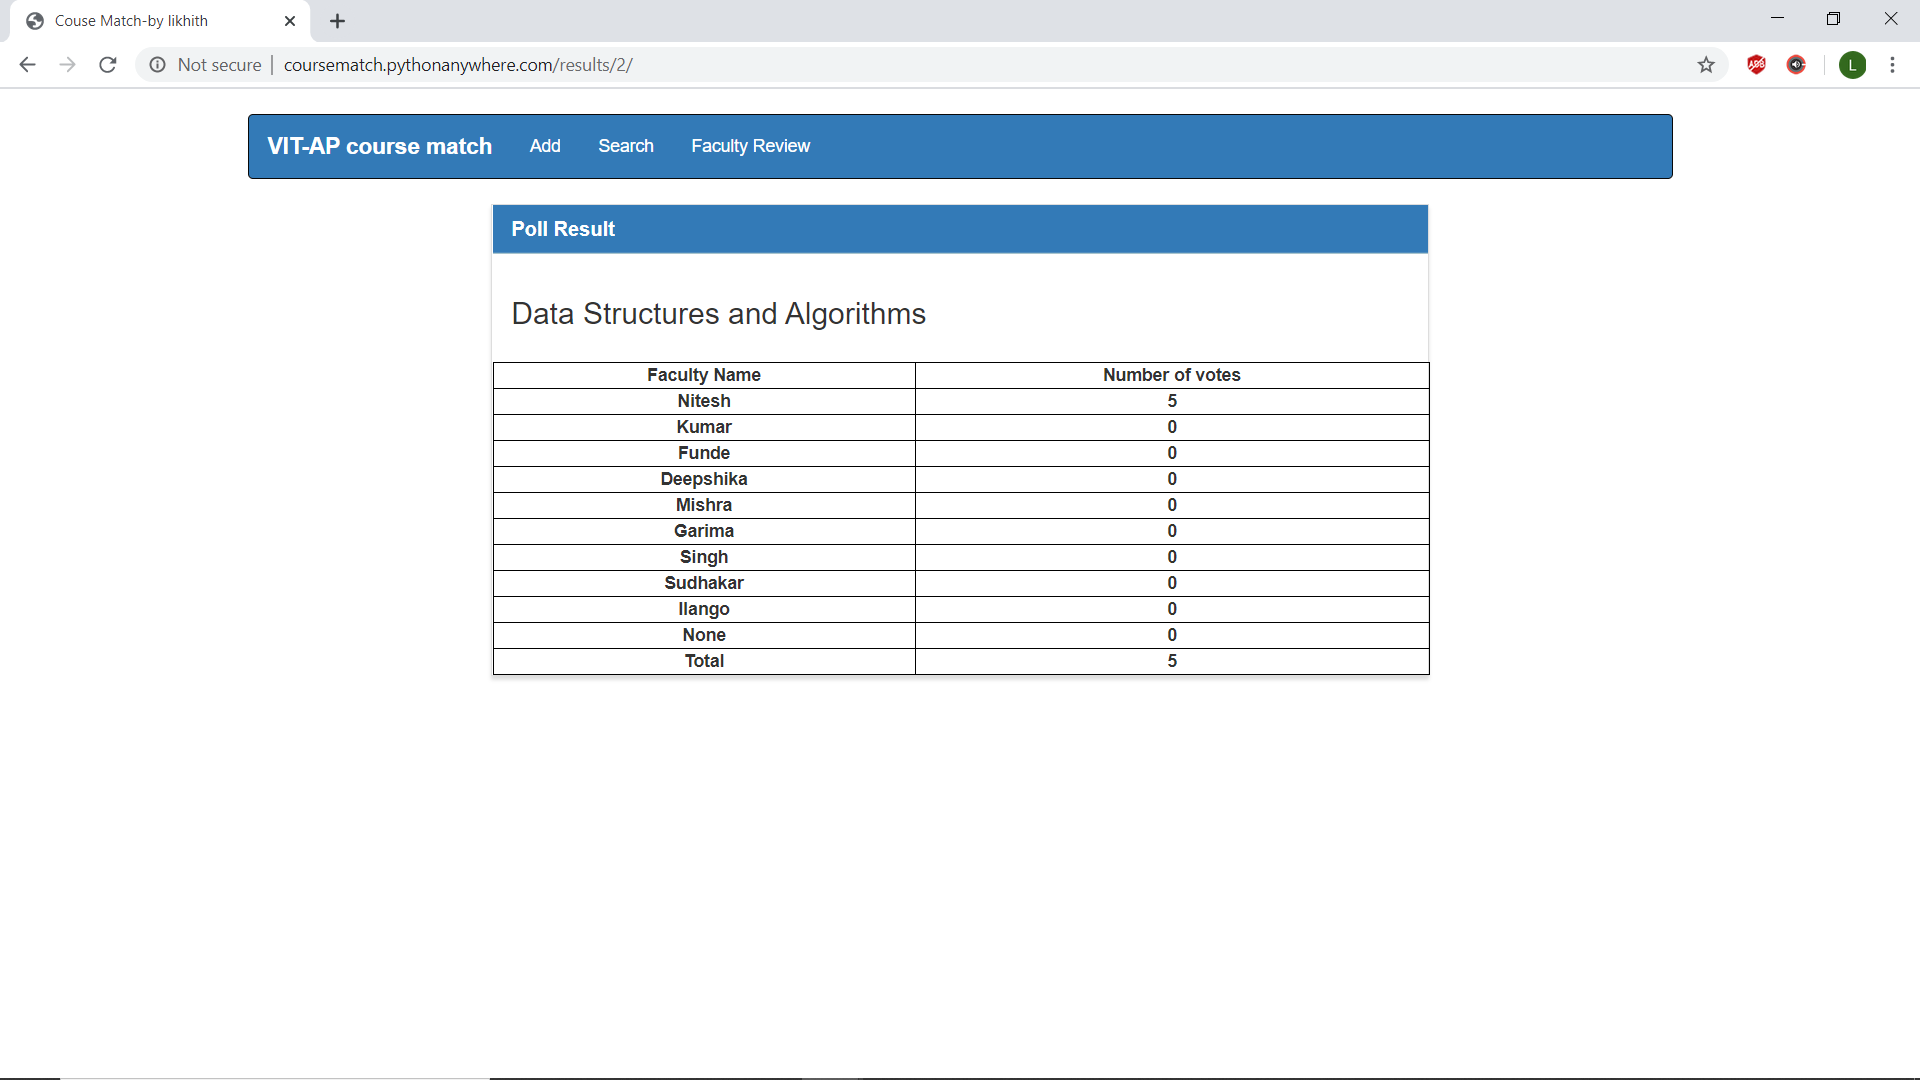 Couse Match-by likhith
Not secure coursematch.pythonanywhere.com/results/2/
L
VIT-AP course match Add Search Faculty Review
Poll Result
Data Structures and Algorithms
Faculty Name Number of votes
Nitesh 5
Kumar 0
Funde 0
Deepshika 0
Mishra 0
Garima 0
Singh 0
Sudhakar 0
Ilango 0
None 0
Total 5